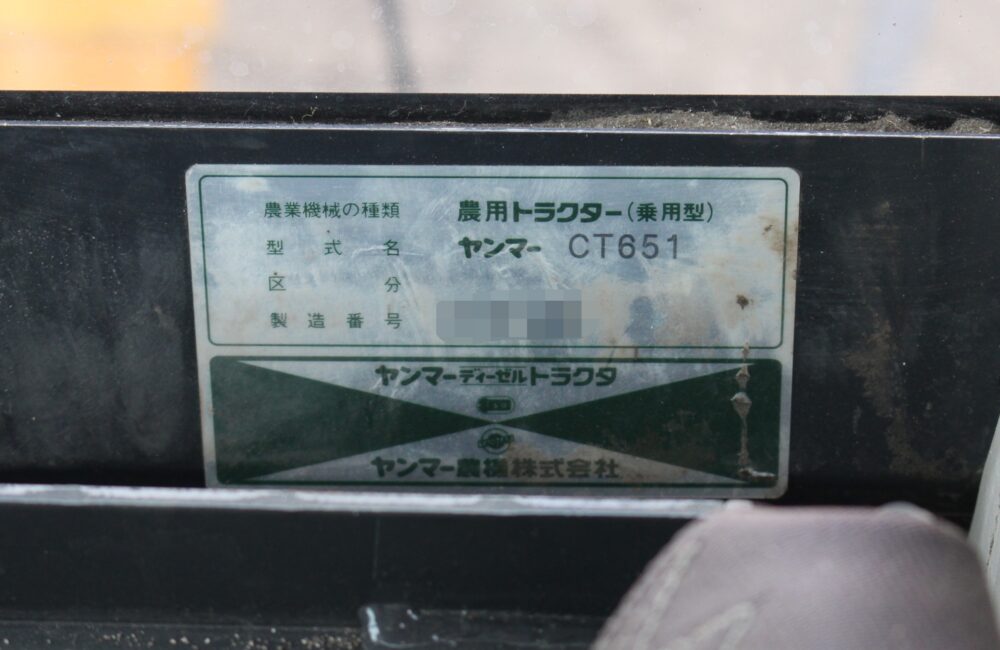 農業機械の種類 農用トラクター(乗用型)
型式名 ヤンマー CT651
区分
製造番号
ヤンマーディーゼルトラクタ
ヤンマー農機株式会社